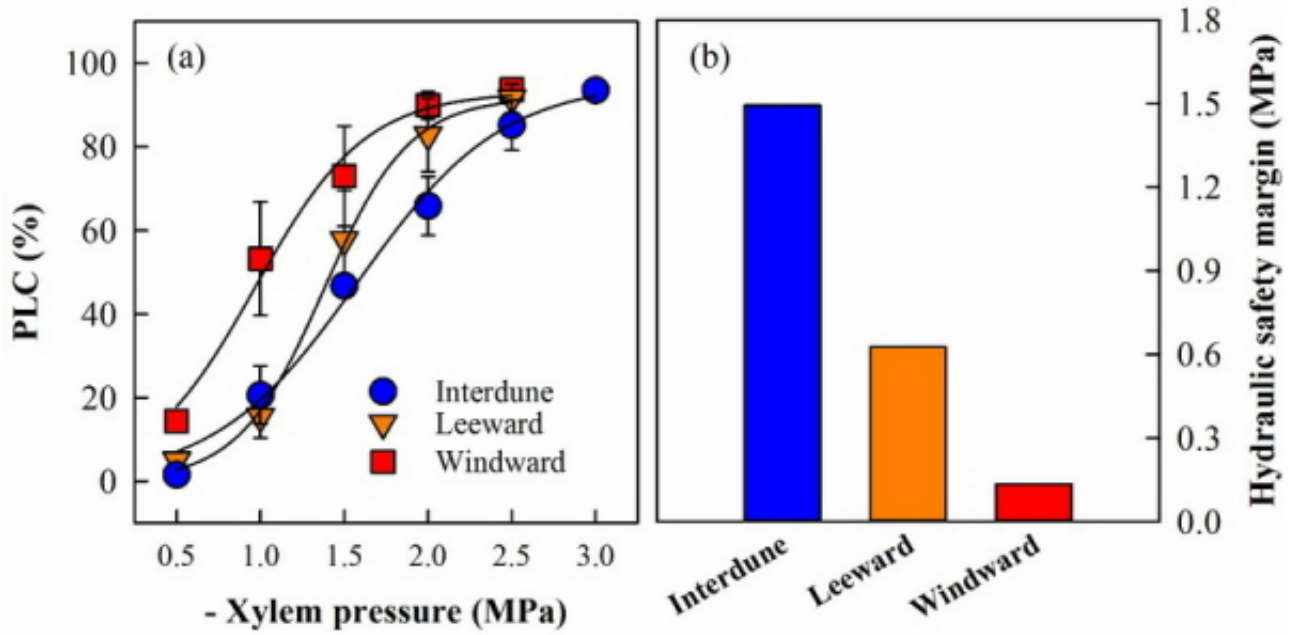 (a)
100
80
60
40
20
0
PLC (%)
Interdune
Leeward
Windward
0.5 1.0 1.5 2.0 2.5 3.0
- Xylem pressure (MPa)
(b)
1.8
1.5
1.2
0.9
0.6
0.3
0.0
Hydraulic safety margin (MPa)
Interdune
Leeward
Windward